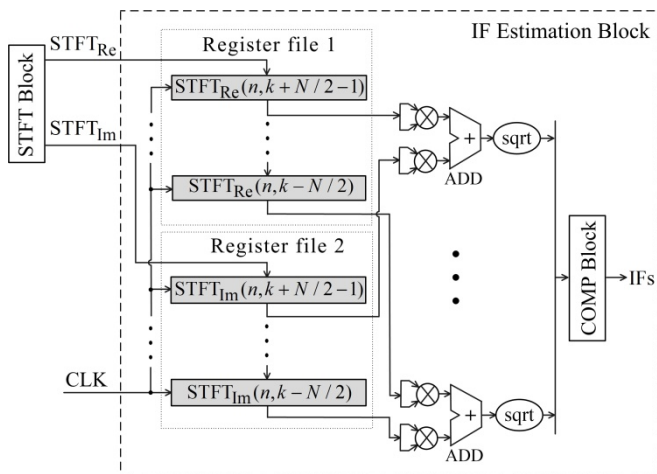 IF Estimation Block
STFT Block
STFT_Re
STFT_Im
CLK
Register file 1
STFT_Re(n,k+N/2−1)
STFT_Re(n,k−N/2)
Register file 2
STFT_Im(n,k+N/2−1)
STFT_Im(n,k−N/2)
+
ADD
sqrt
+
ADD
sqrt
COMP Block
IFs